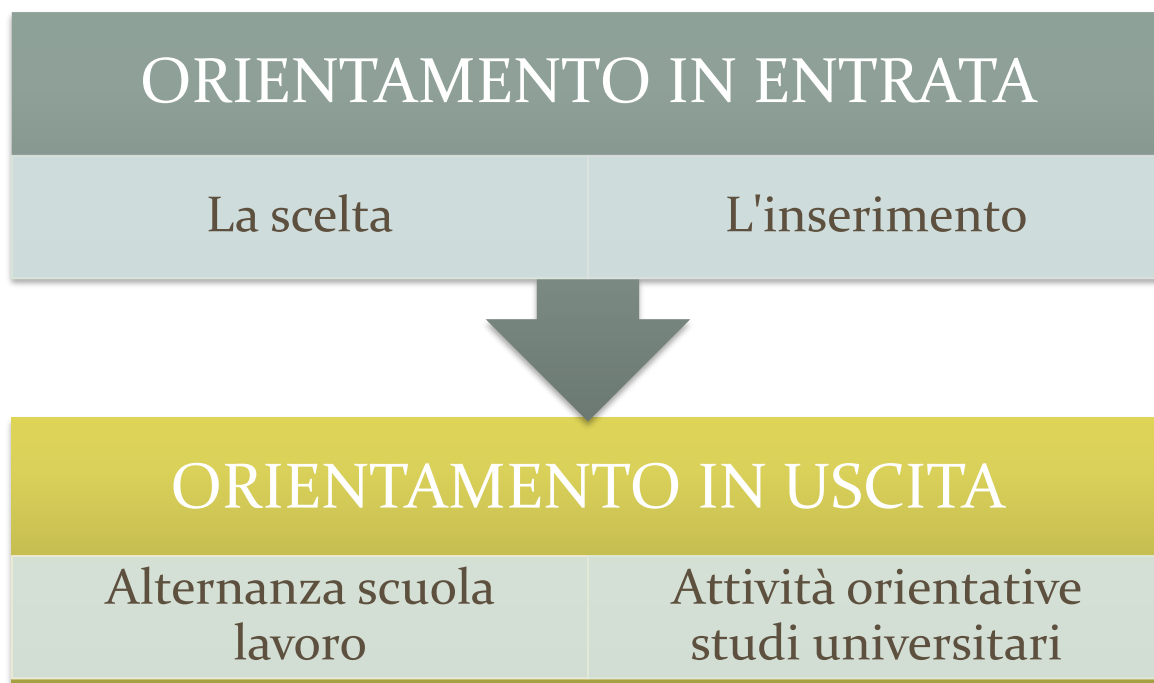 ORIENTAMENTO IN ENTRATA
La scelta
L'inserimento
ORIENTAMENTO IN USCITA
Alternanza scuola
lavoro
Attività orientative
studi universitari